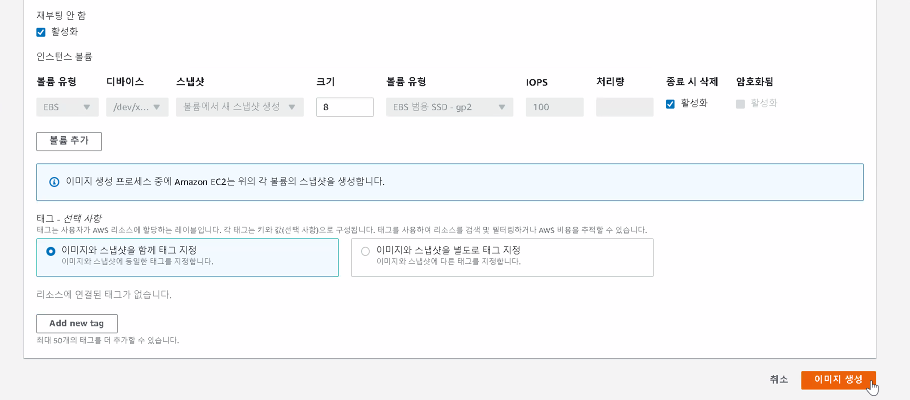 재부팅 안 함
활성화
인스턴스 볼륨
볼륨 유형 디바이스 스냅샷 크기 볼륨 유형 IOPS 처리량 종료 시 삭제 암호화됨
EBS /dev/x... 볼륨에서 새 스냅샷 생성 8 EBS 범용 SSD - gp2 100 활성화 활성화
볼륨 추가
이미지 생성 프로세스 중에 Amazon EC2는 위의 각 볼륨의 스냅샷을 생성합니다.
태그 - 선택 사항
태그는 사용자가 AWS 리소스에 할당하는 레이블입니다. 각 태그는 키와 값(선택 사항)으로 구성됩니다. 태그를 사용하여 리소스를 검색 및 필터링하거나 AWS 비용을 추적할 수 있습니다.
이미지와 스냅샷을 함께 태그 지정 이미지와 스냅샷을 별도로 태그 지정
이미지와 스냅샷에 동일한 태그를 지정합니다. 이미지와 스냅샷에 다른 태그를 지정합니다.
리소스에 연결된 태그가 없습니다.
Add new tag
최대 50개의 태그를 더 추가할 수 있습니다.
취소 이미지 생성